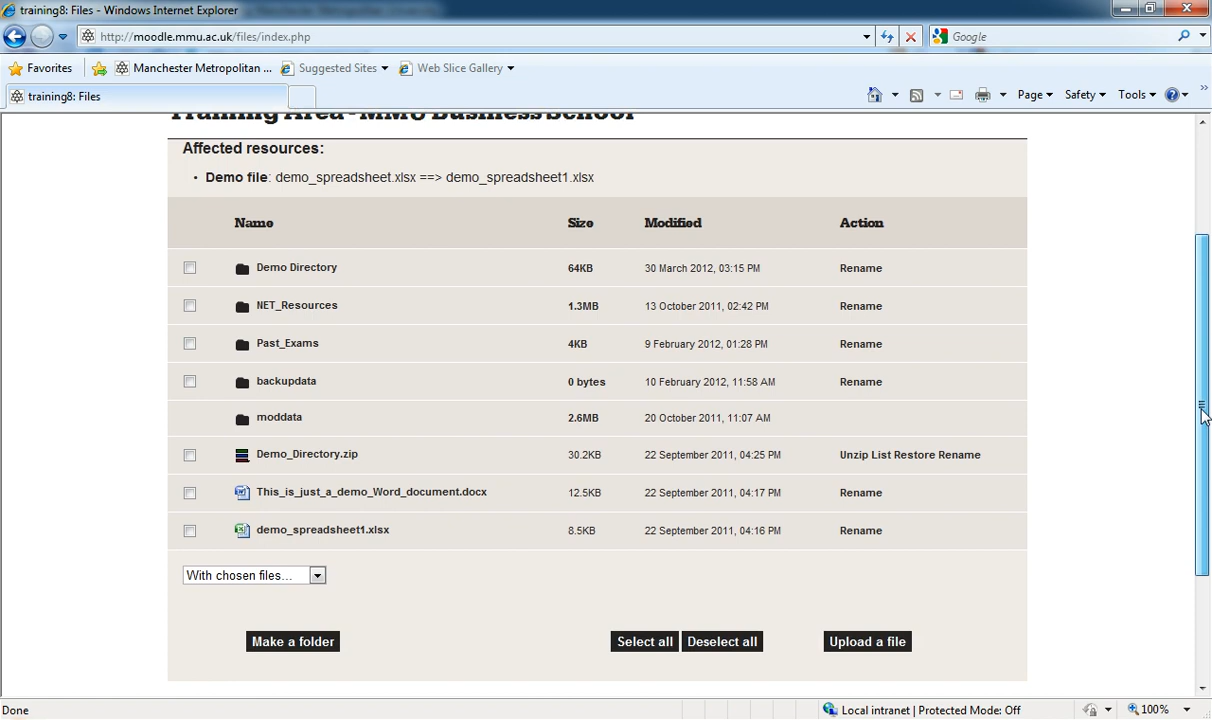 training8: Files - Windows Internet Explorer
http://moodle.mmu.ac.uk/files/index.php
Google
Favorites
Manchester Metropolitan ...
Suggested Sites
Web Slice Gallery
training8: Files
Page
Safety
Tools
»
Training Area - MMU Business School
Affected resources:
• Demo file: demo_spreadsheet.xlsx ==> demo_spreadsheet1.xlsx
Name Size Modified Action
Demo Directory 64KB 30 March 2012, 03:15 PM Rename
NET_Resources 1.3MB 13 October 2011, 02:42 PM Rename
Past_Exams 4KB 9 February 2012, 01:28 PM Rename
backupdata 0 bytes 10 February 2012, 11:58 AM Rename
moddata 2.6MB 20 October 2011, 11:07 AM
Demo_Directory.zip 30.2KB 22 September 2011, 04:25 PM Unzip List Restore Rename
This_is_just_a_demo_Word_document.docx 12.5KB 22 September 2011, 04:17 PM Rename
demo_spreadsheet1.xlsx 8.5KB 22 September 2011, 04:16 PM Rename
With chosen files...
Make a folder Select all Deselect all Upload a file
Done Local intranet | Protected Mode: Off 100%